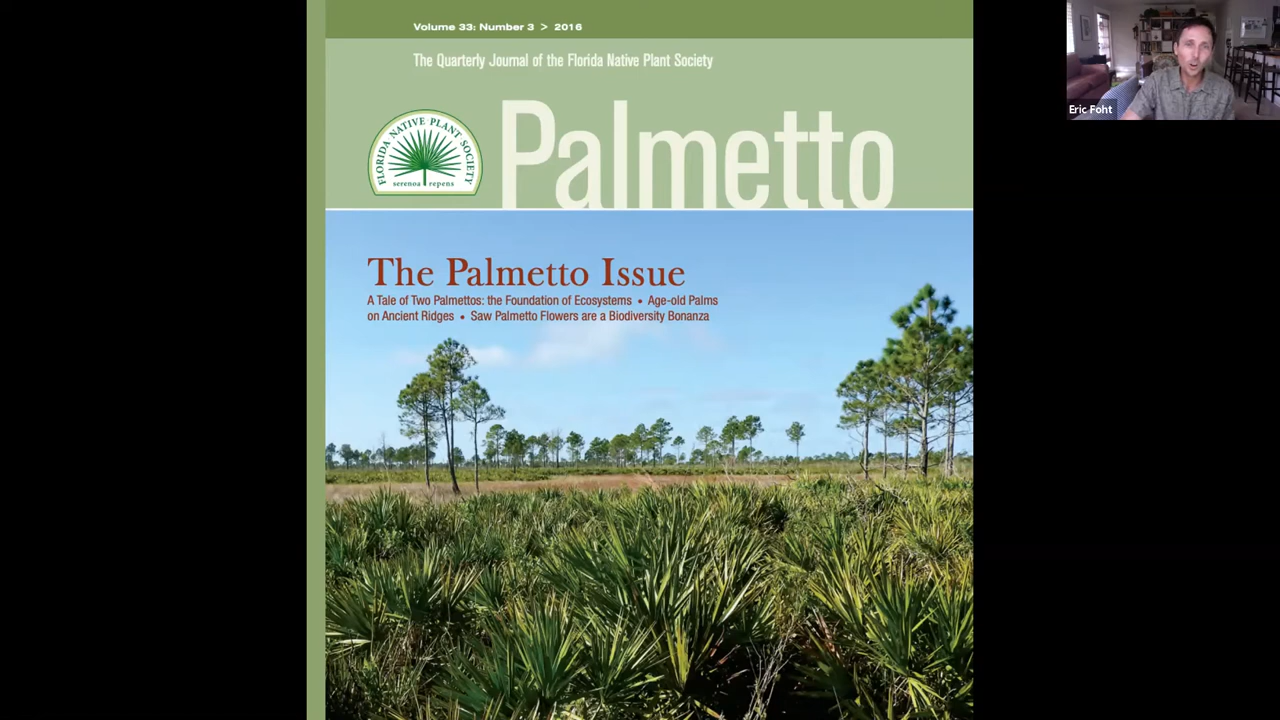 Volume 33: Number 3 > 2016
The Quarterly Journal of the Florida Native Plant Society
FLORIDA NATIVE PLANT SOCIETY
serenoa repens
Palmetto
The Palmetto Issue
A Tale of Two Palmettos: the Foundation of Ecosystems • Age-old Palms
on Ancient Ridges • Saw Palmetto Flowers are a Biodiversity Bonanza
Eric Foht